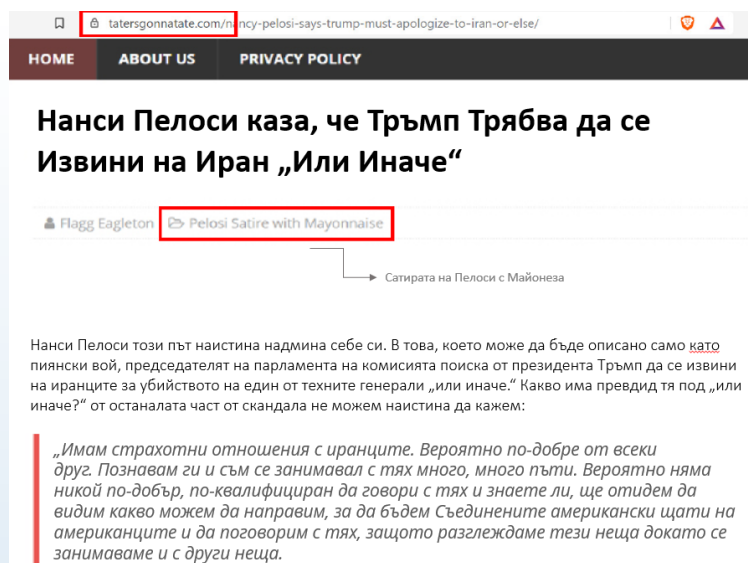 tatersgonnatate.com/nancy-pelosi-says-trump-must-apologize-to-iran-or-else/
HOME ABOUT US PRIVACY POLICY
Нанси Пелоси каза, че Тръмп Трябва да се
Извини на Иран „Или Иначе“
Flagg Eagleton Pelosi Satire with Mayonnaise
Сатирата на Пелоси с Майонеза
Нанси Пелоси този път наистина надмина себе си. В това, което може да бъде описано само като
пиянски вой, председателят на парламента на комисията поиска от президента Тръмп да се извини
на иранците за убийството на един от техните генерали „или иначе.“ Какво има превдид тя под „или
иначе?“ от останалата част от скандала не можем наистина да кажем:
„Имам страхотни отношения с иранците. Вероятно по-добре от всеки
друг. Познавам ги и съм се занимавал с тях много, много пъти. Вероятно няма
никой по-добър, по-квалифициран да говори с тях и знаете ли, ще отидем да
видим какво можем да направим, за да бъдем Съединените американски щати на
американците и да поговорим с тях, защото разглеждаме тези неща докато се
занимаваме и с други неща.